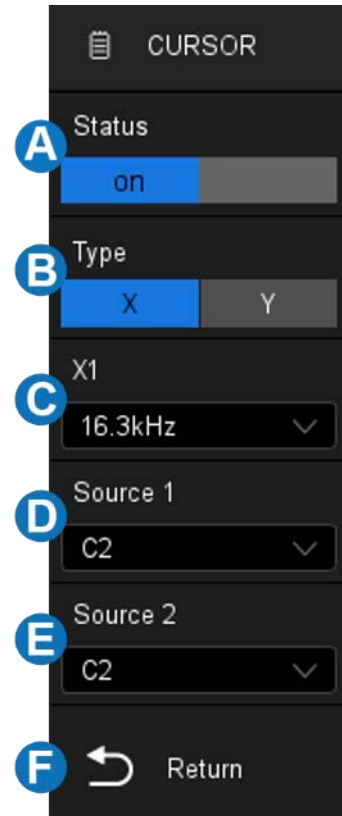 CURSOR
A
Status
on
B
Type
X Y
C
X1
16.3kHz
D
Source 1
C2
E
Source 2
C2
F
Return